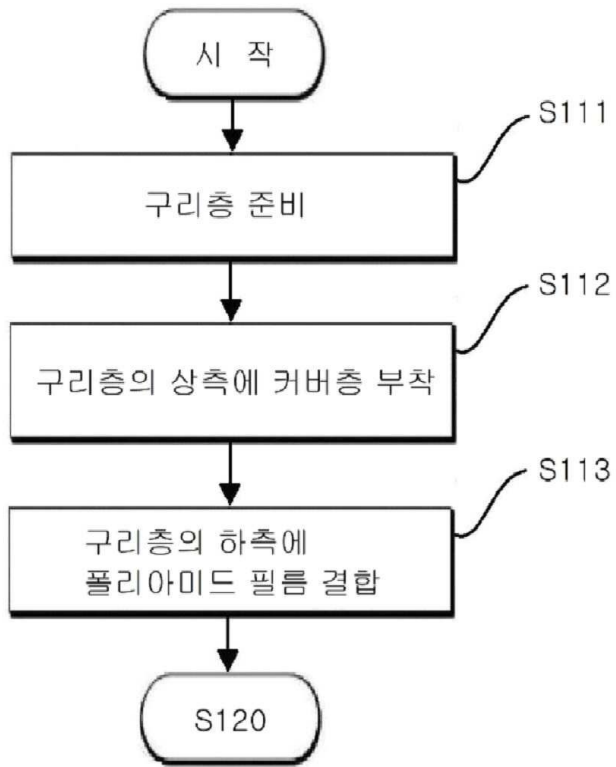 시 작
S111
구리층 준비
S112
구리층의 상측에 커버층 부착
S113
구리층의 하측에
폴리아미드 필름 결합
S120